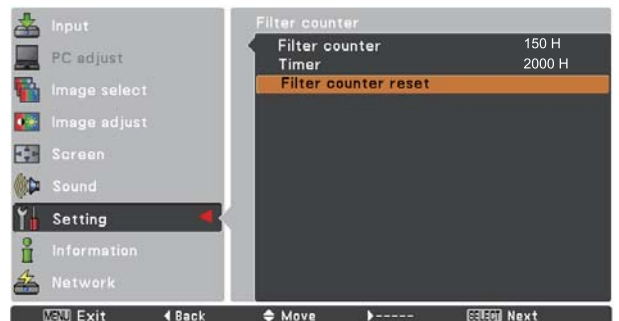 Input
PC adjust
Image select
Image adjust
Screen
Sound
Setting
Information
Network
Filter counter
Filter counter 150 H
Timer 2000 H
Filter counter reset
MENU Exit Back Move ----- SELECT Next